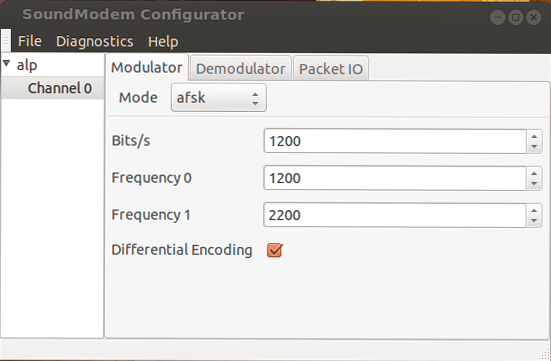 SoundModem Configurator
File Diagnostics Help
alp
Channel 0
Modulator Demodulator Packet IO
Mode afsk
Bits/s 1200
Frequency 0 1200
Frequency 1 2200
Differential Encoding